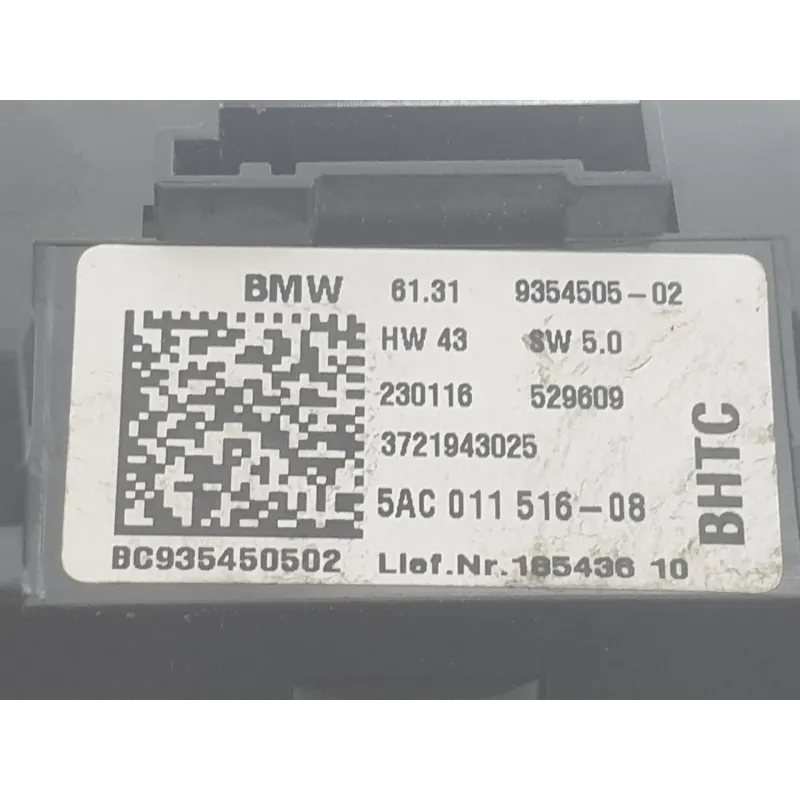 BMW 61.31 9354505-02
HW 43 SW 5.0
230116 529609
3721943025
5AC 011 516-08
BC935450502 Lief.Nr.185436 10
BHTC